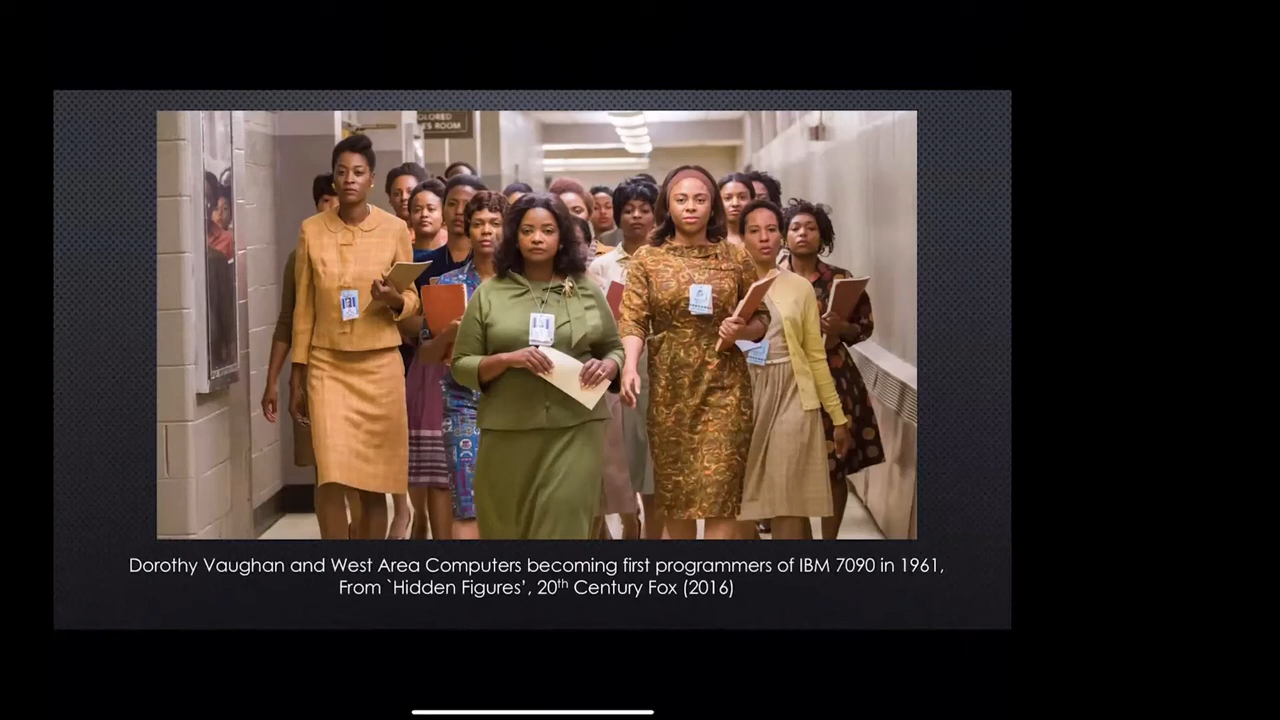 ROOM
Dorothy Vaughan and West Area Computers becoming first programmers of IBM 7090 in 1961,
From `Hidden Figures’, 20th Century Fox (2016)